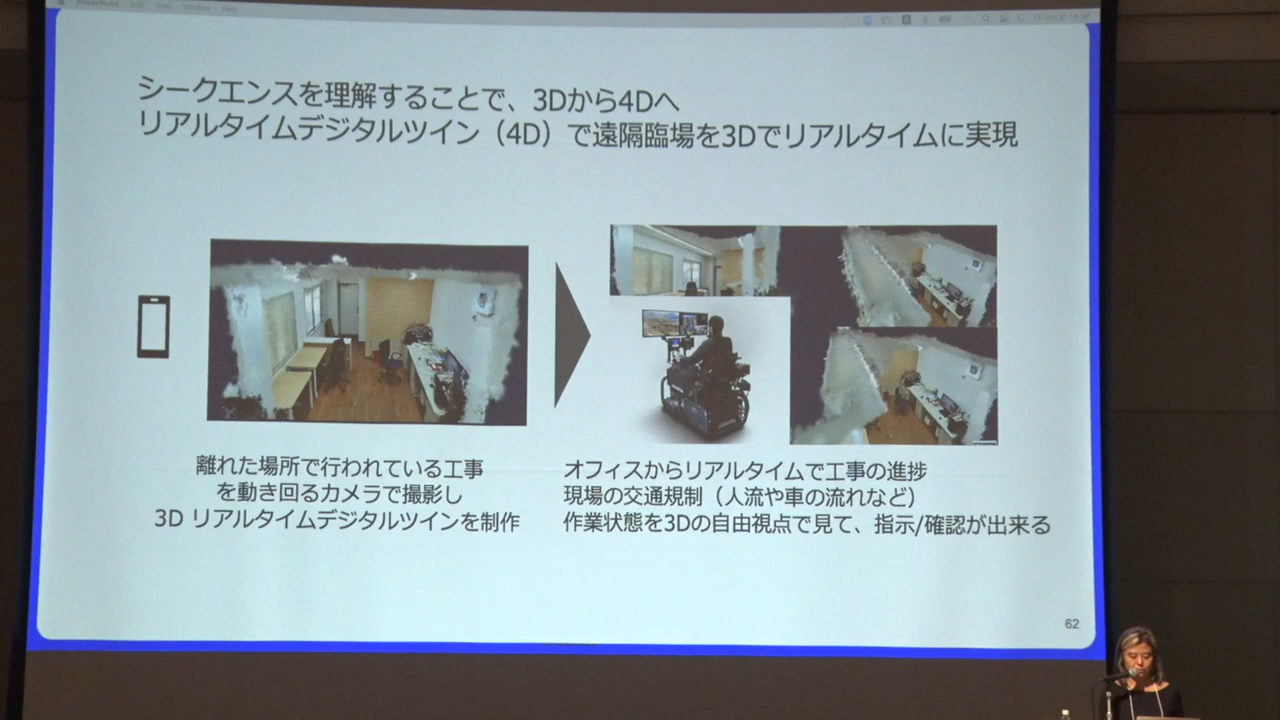 PowerPoint Edit View Window Help
シークエンスを理解することで、3Dから4Dへ
リアルタイムデジタルツイン（4D）で遠隔臨場を3Dでリアルタイムに実現
離れた場所で行われている工事
を動き回るカメラで撮影し
3D リアルタイムデジタルツインを制作
オフィスからリアルタイムで工事の進捗
現場の交通規制（人流や車の流れなど）
作業状態を3Dの自由視点で見て、指示/確認が出来る
62